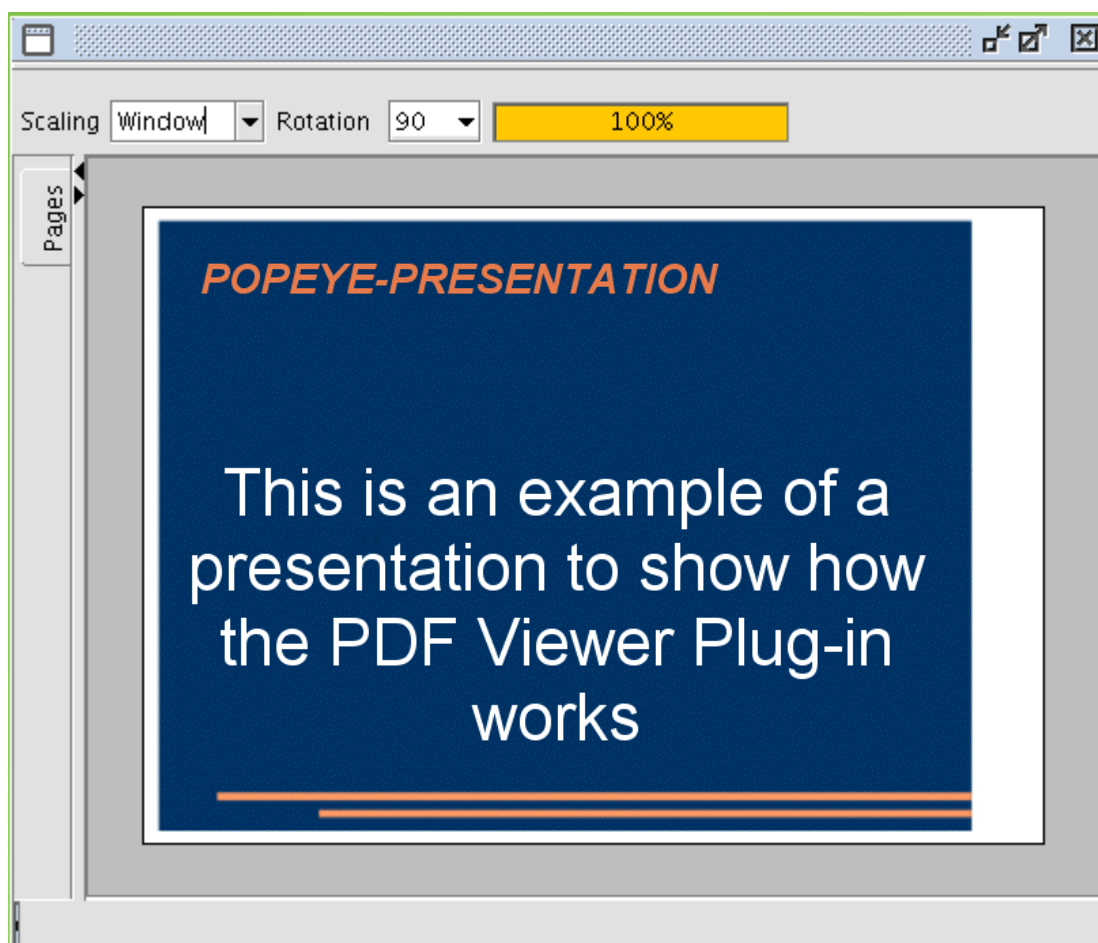 Scaling Window Rotation 90 100%
Pages
POPEYE-PRESENTATION
This is an example of a
presentation to show how
the PDF Viewer Plug-in
works